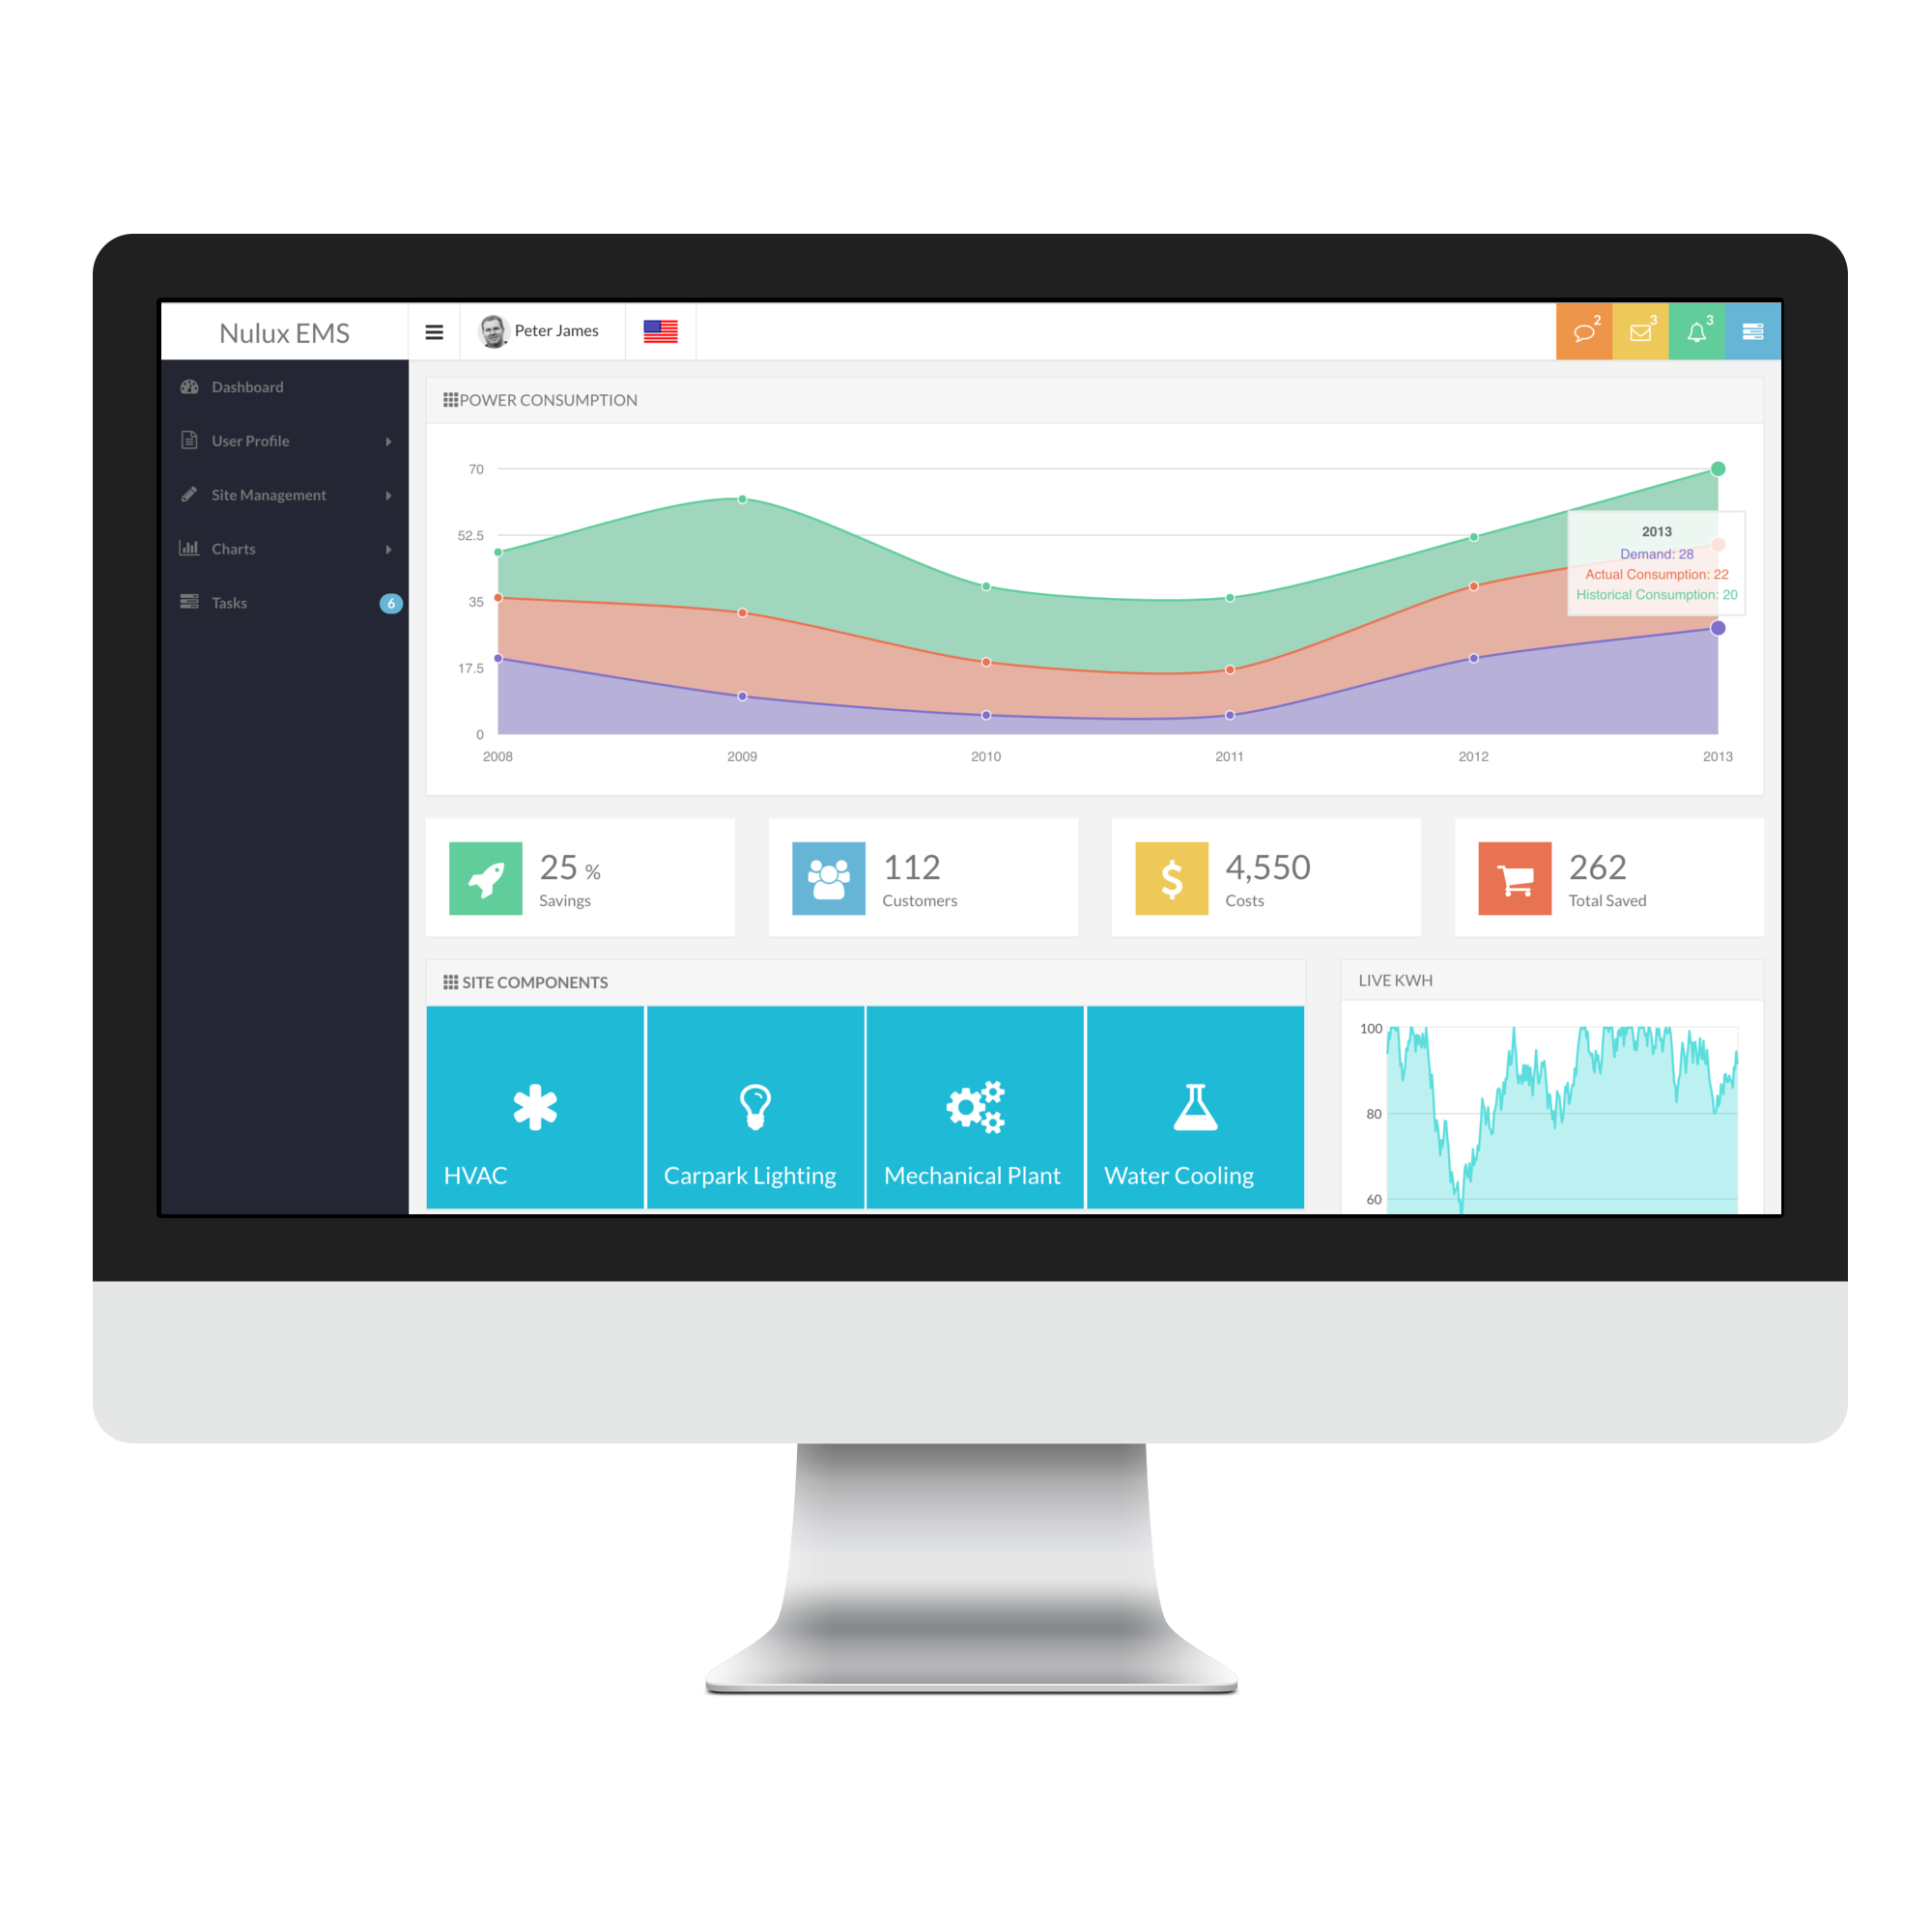 Nulux EMS
Peter James
2
3
3
Dashboard
User Profile
Site Management
Charts
Tasks
6
POWER CONSUMPTION
70
52.5
35
17.5
0
2008
2009
2010
2011
2012
2013
2013
Demand: 28
Actual Consumption: 22
Historical Consumption: 20
25 %
Savings
112
Customers
$
4,550
Costs
262
Total Saved
SITE COMPONENTS
HVAC
Carpark Lighting
Mechanical Plant
Water Cooling
LIVE KWH
100
80
60